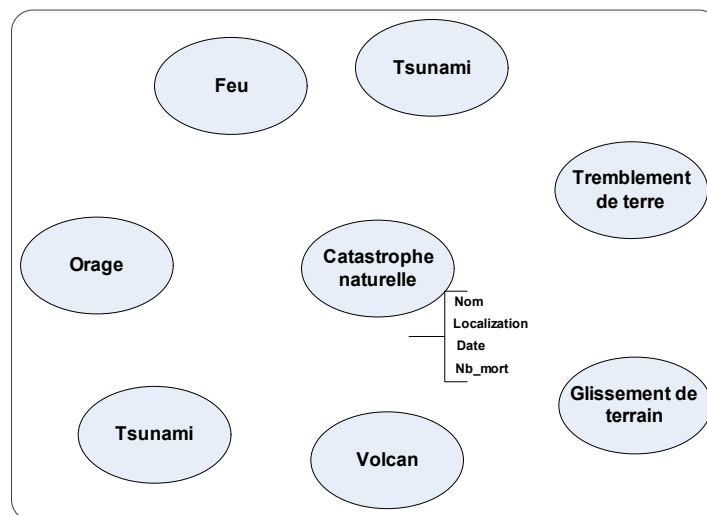 Feu
Tsunami
Tremblement
de terre
Orage
Catastrophe
naturelle
Nom
Localization
Date
Nb_mort
Glissement de
terrain
Tsunami
Volcan